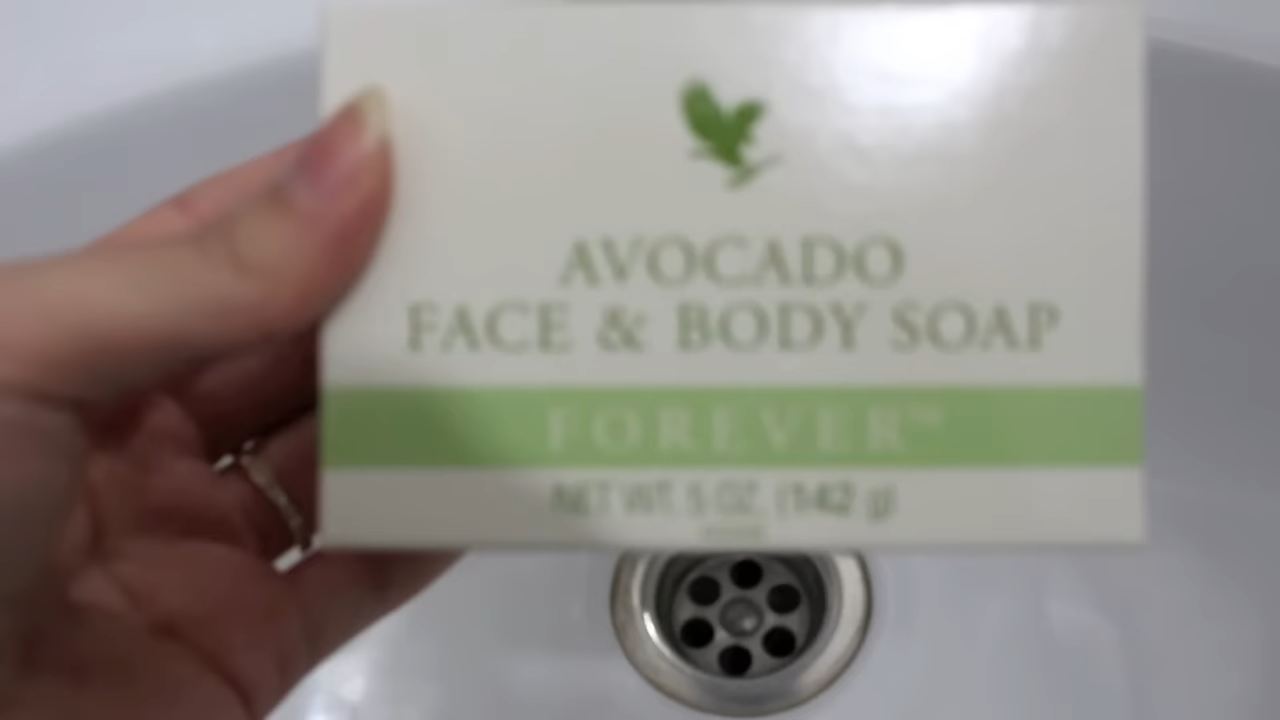 AVOCADO
FACE & BODY SOAP
FOREVER™
NET WT. 5 OZ. (142 g)